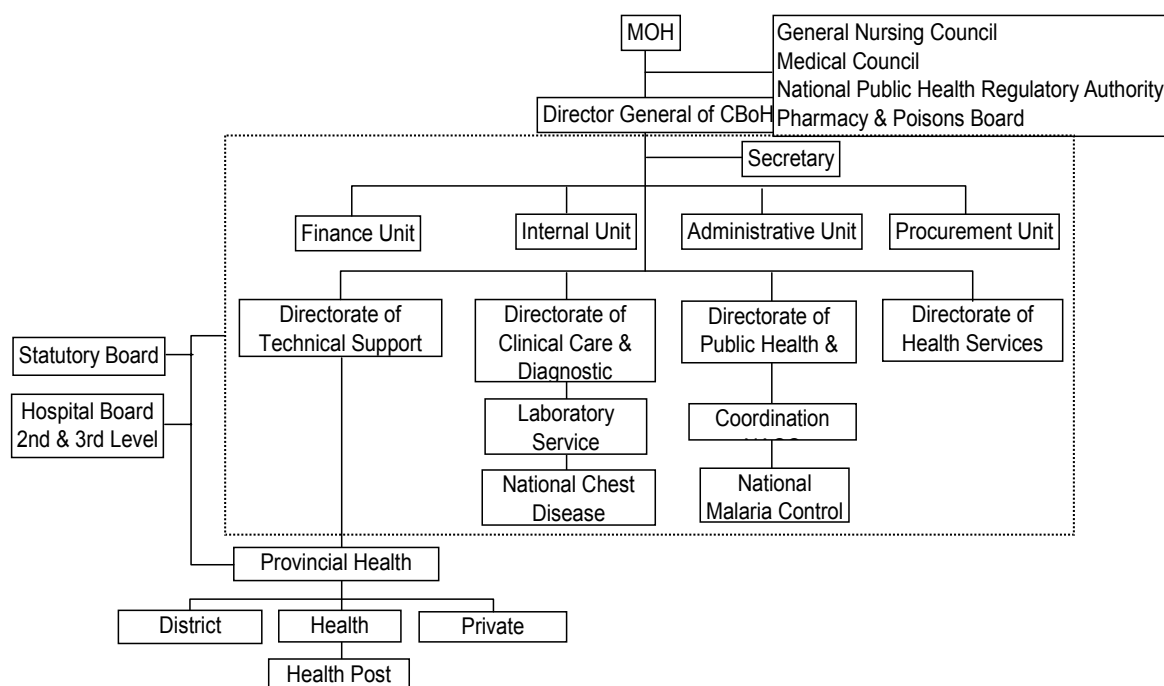 MOH
General Nursing Council
Medical Council
National Public Health Regulatory Authority
Pharmacy & Poisons Board
Director General of CBoH
Secretary
Finance Unit
Internal Unit
Administrative Unit
Procurement Unit
Directorate of
Technical Support
Directorate of
Clinical Care &
Diagnostic
Directorate of
Public Health &
Directorate of
Health Services
Statutory Board
Hospital Board
2nd & 3rd Level
Laboratory
Service
Coordination
National Chest
Disease
National
Malaria Control
Provincial Health
District
Health
Private
Health Post